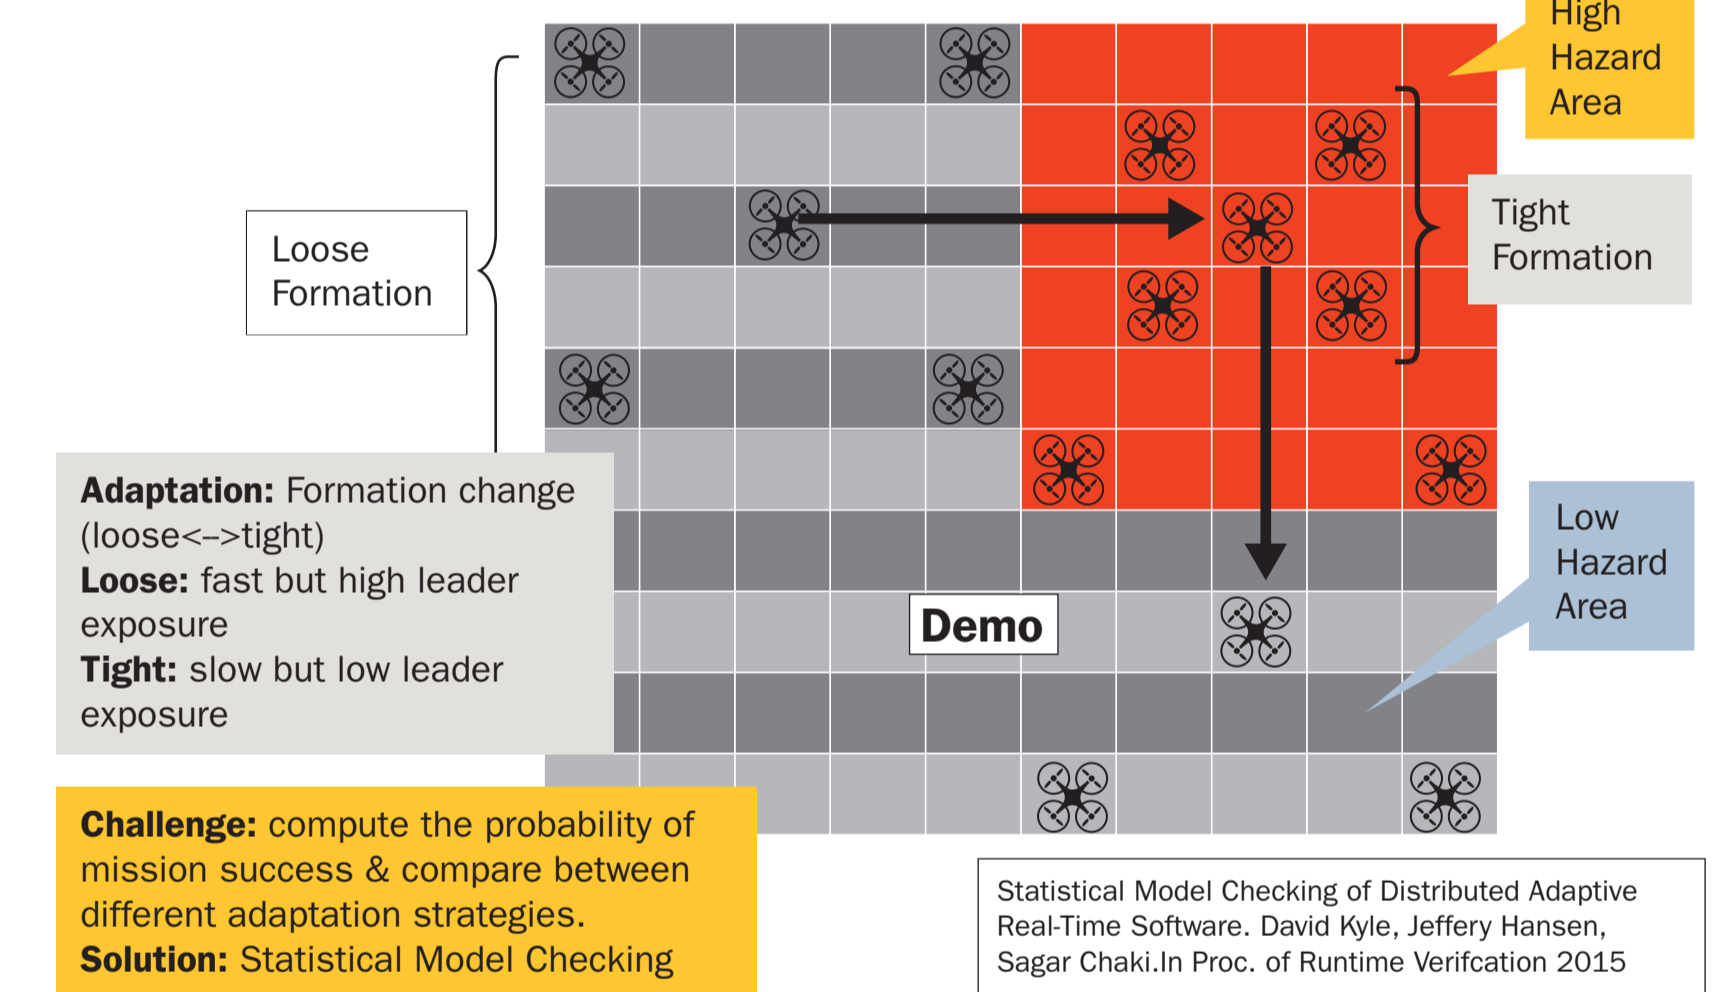 High
Hazard
Area
Loose
Formation
Tight
Formation
Adaptation: Formation change
(loose<-->tight)
Loose: fast but high leader
exposure
Tight: slow but low leader
exposure
Low
Hazard
Area
Demo
Challenge: compute the probability of
mission success & compare between
different adaptation strategies.
Solution: Statistical Model Checking
Statistical Model Checking of Distributed Adaptive
Real-Time Software. David Kyle, Jeffery Hansen,
Sagar Chaki.In Proc. of Runtime Verifcation 2015